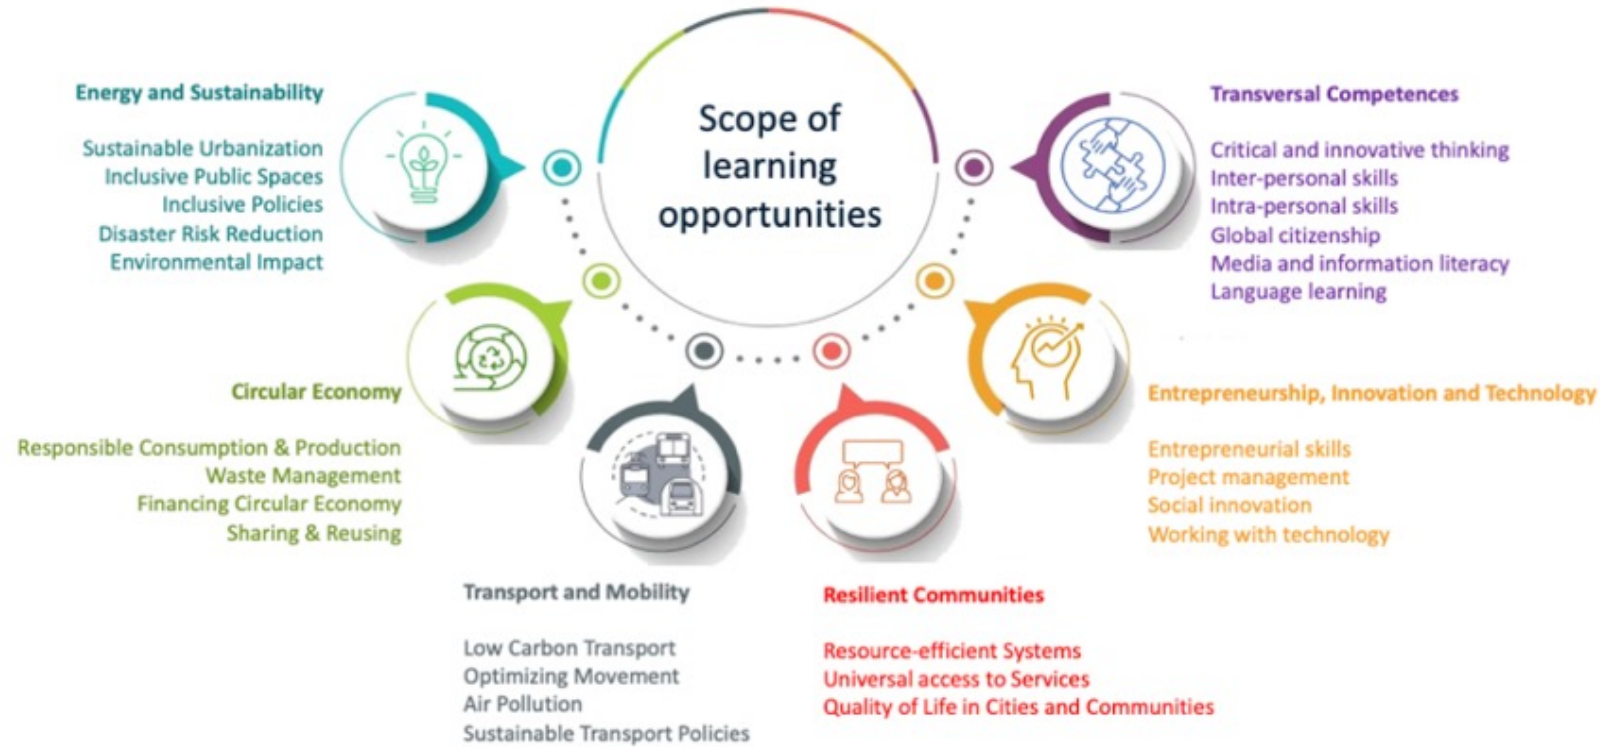 Scope of
learning
opportunities
Energy and Sustainability
Sustainable Urbanization
Inclusive Public Spaces
Inclusive Policies
Disaster Risk Reduction
Environmental Impact
Circular Economy
Responsible Consumption & Production
Waste Management
Financing Circular Economy
Sharing & Reusing
Transport and Mobility
Low Carbon Transport
Optimizing Movement
Air Pollution
Sustainable Transport Policies
Resilient Communities
Resource-efficient Systems
Universal access to Services
Quality of Life in Cities and Communities
Entrepreneurship, Innovation and Technology
Entrepreneurial skills
Project management
Social innovation
Working with technology
Transversal Competences
Critical and innovative thinking
Inter-personal skills
Intra-personal skills
Global citizenship
Media and information literacy
Language learning